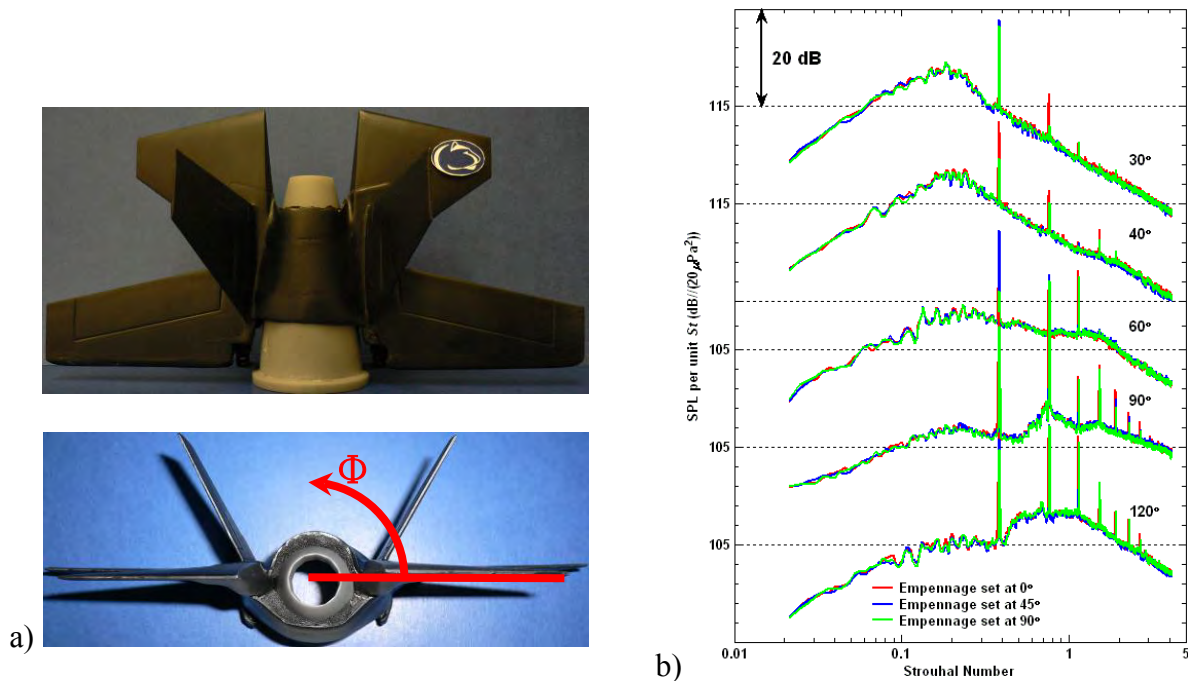 Φ
a)
20 dB
115
30°
115
40°
60°
105
90°
105
120°
105
SPL per unit St (dB//(20μPa²))
Empennage set at 0°
Empennage set at 45°
Empennage set at 90°
0.01
0.1
1
5
Strouhal Number
b)